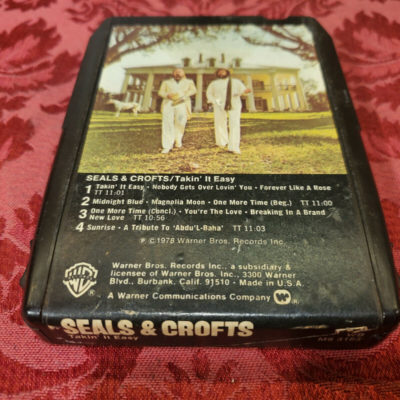 SEALS & CROFTS/Takin' It Easy
1 Takin' It Easy • Nobody Gets Over Lovin' You • Forever Like A Rose
TT 11:01
2 Midnight Blue • Magnolia Moon • One More Time (Beg.) TT 11:00
3 One More Time (Concl.) • You're The Love • Breaking In A Brand
New Love TT 10:56
4 Sunrise • A Tribute To 'Abdu'l-Baha' TT 11:03
℗ © 1978 Warner Bros. Records Inc.
Warner Bros. Records Inc., a subsidiary &
licensee of Warner Bros. Inc., 3300 Warner
Blvd., Burbank, Calif. 91510 • Made in U.S.A.
A Warner Communications Company
SEALS & CROFTS
Takin' It Easy